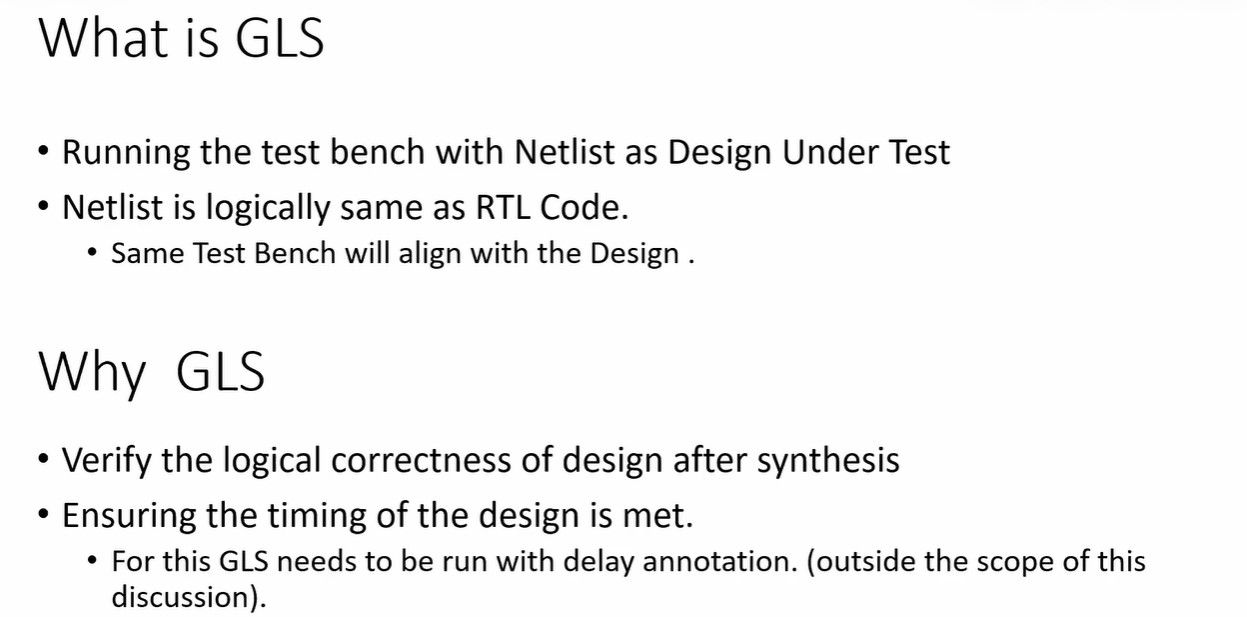 What is GLS
• Running the test bench with Netlist as Design Under Test
• Netlist is logically same as RTL Code.
• Same Test Bench will align with the Design .
Why GLS
• Verify the logical correctness of design after synthesis
• Ensuring the timing of the design is met.
• For this GLS needs to be run with delay annotation. (outside the scope of this
discussion).